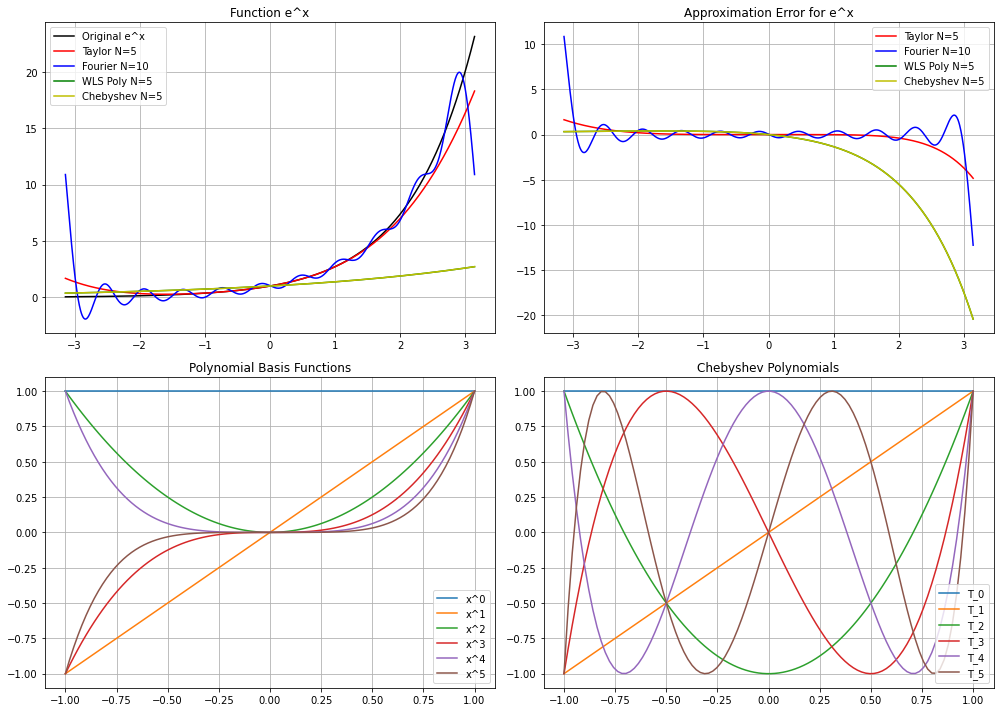 Function e^x
Original e^x
Taylor N=5
Fourier N=10
WLS Poly N=5
Chebyshev N=5
20
15
10
5
0
−3
−2
−1
0
1
2
3
Approximation Error for e^x
Taylor N=5
Fourier N=10
WLS Poly N=5
Chebyshev N=5
10
5
0
−5
−10
−15
−20
−3
−2
−1
0
1
2
3
Polynomial Basis Functions
1.00
0.75
0.50
0.25
0.00
−0.25
−0.50
−0.75
−1.00
x^0
x^1
x^2
x^3
x^4
x^5
−1.00
−0.75
−0.50
−0.25
0.00
0.25
0.50
0.75
1.00
Chebyshev Polynomials
1.00
0.75
0.50
0.25
0.00
−0.25
−0.50
−0.75
−1.00
T_0
T_1
T_2
T_3
T_4
T_5
−1.00
−0.75
−0.50
−0.25
0.00
0.25
0.50
0.75
1.00